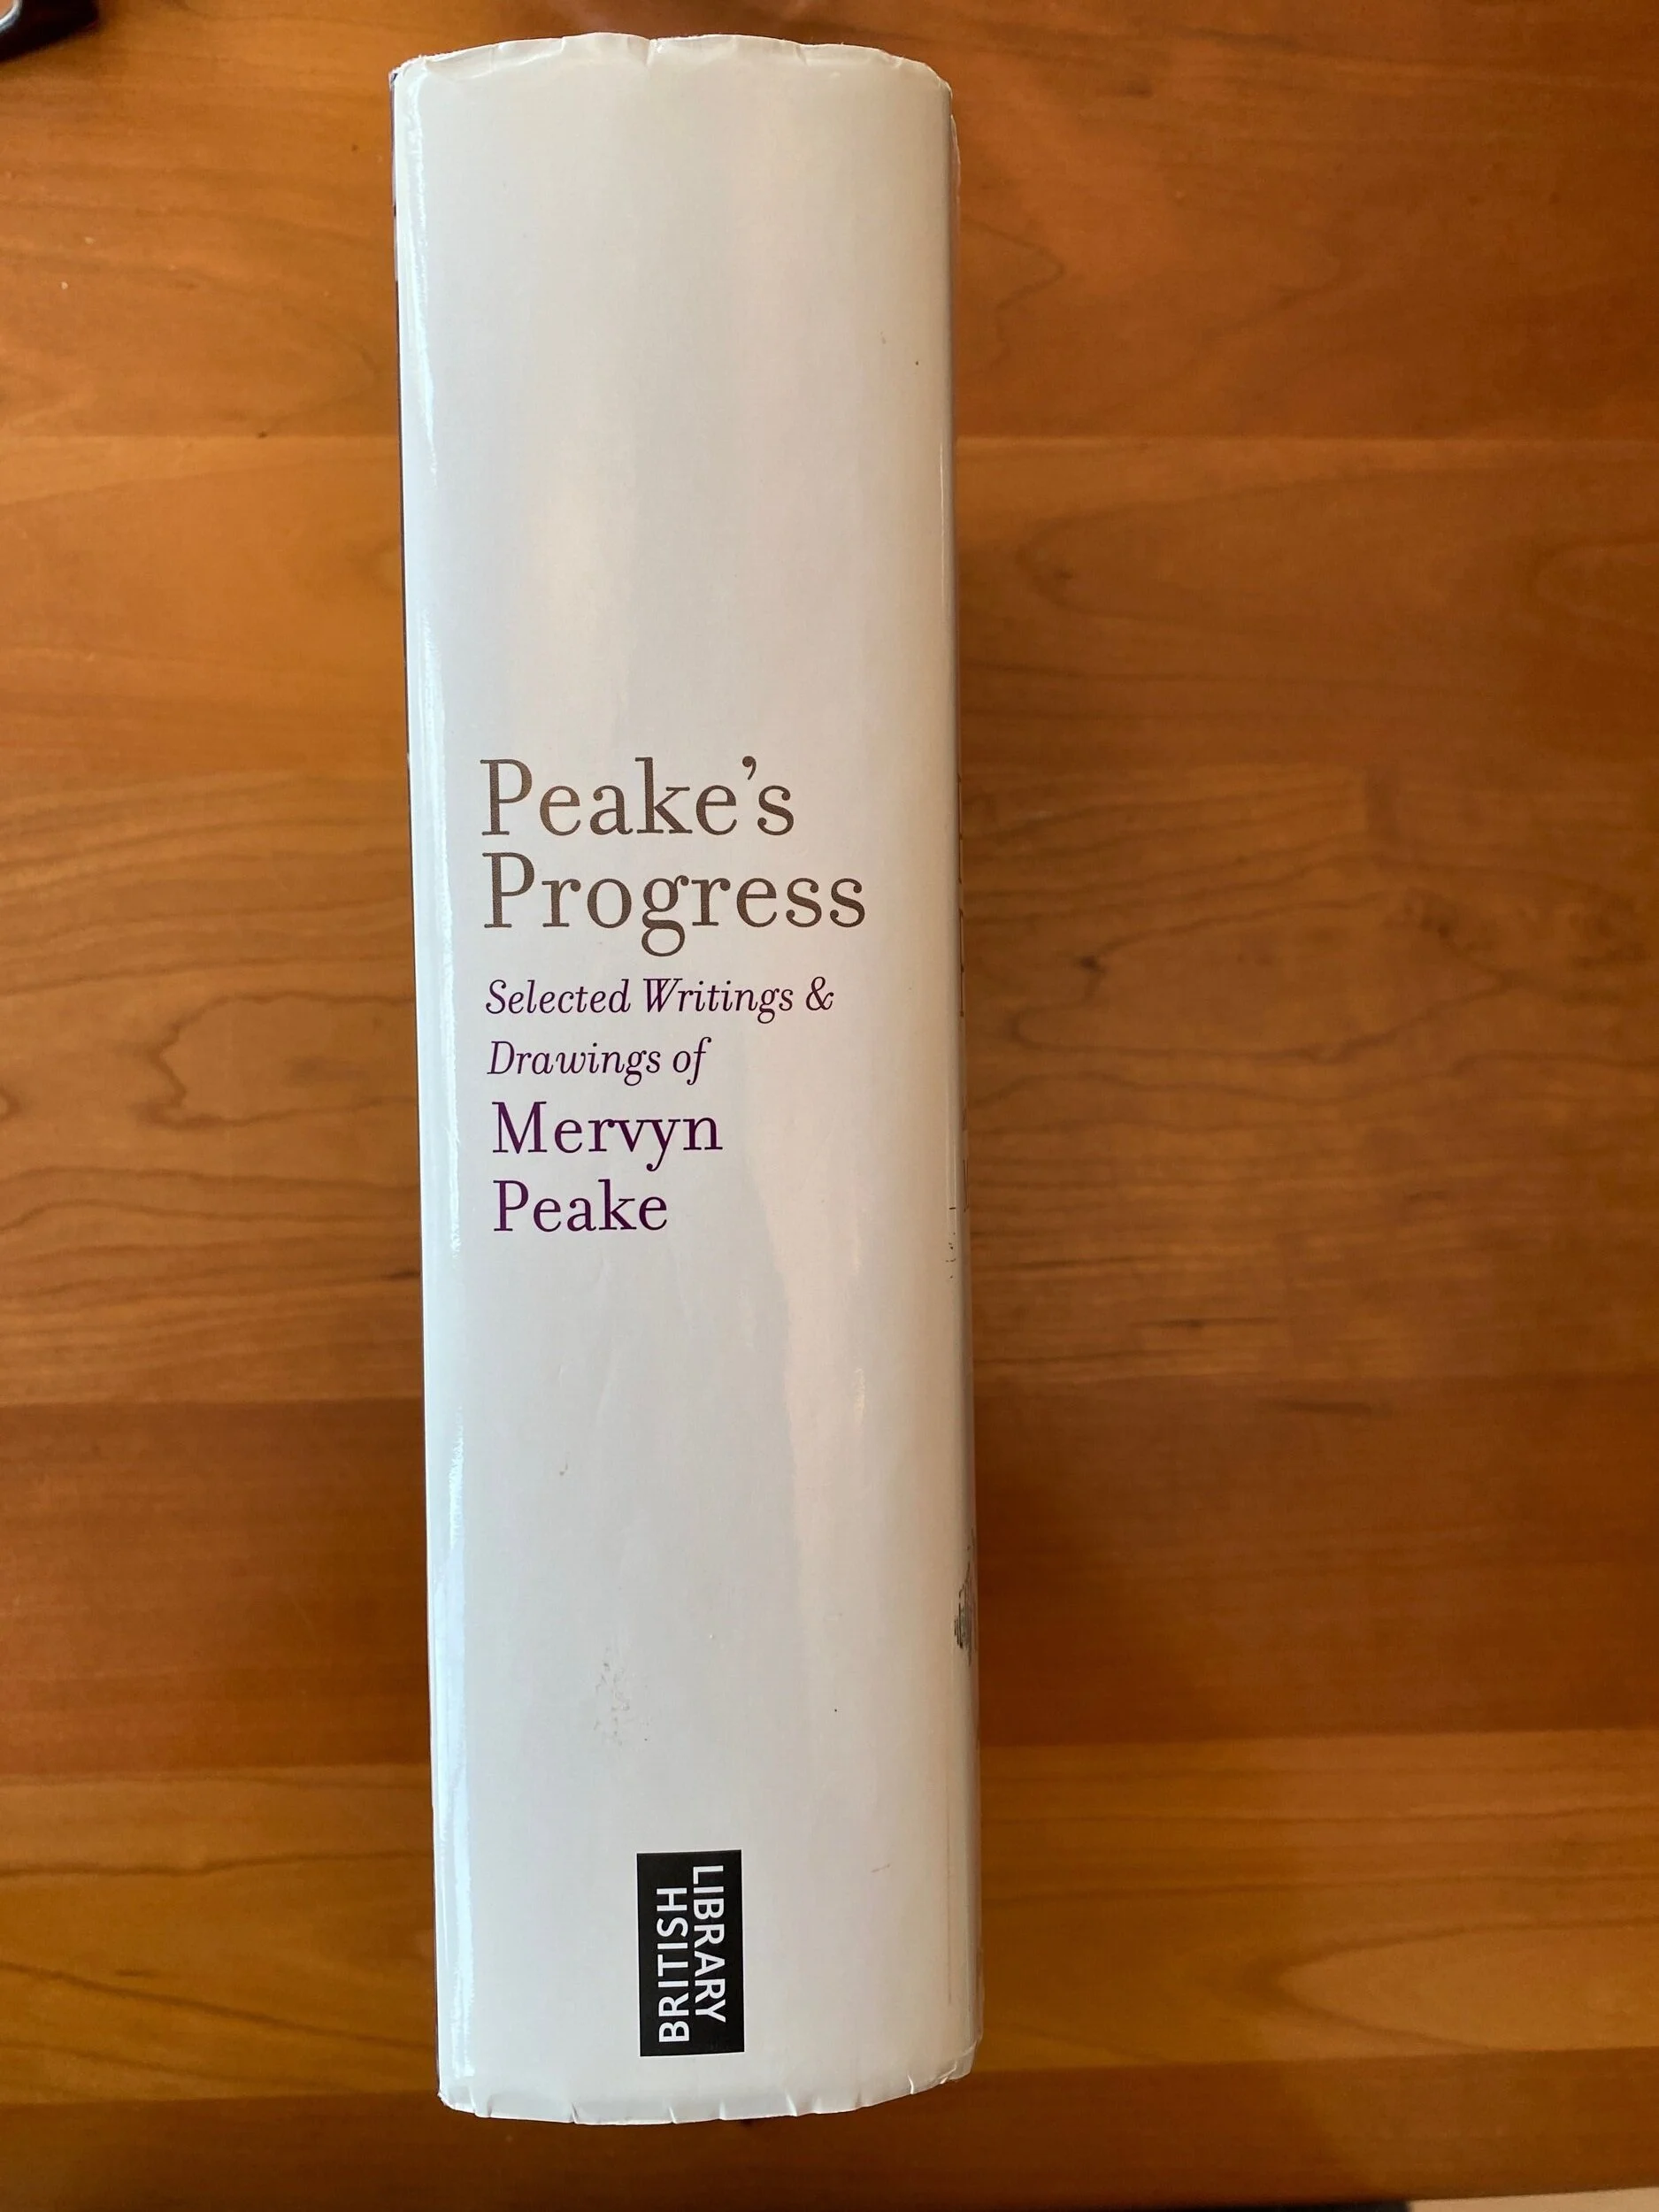 Peake’s
Progress
Selected Writings &
Drawings of
Mervyn
Peake
BRITISH
LIBRARY